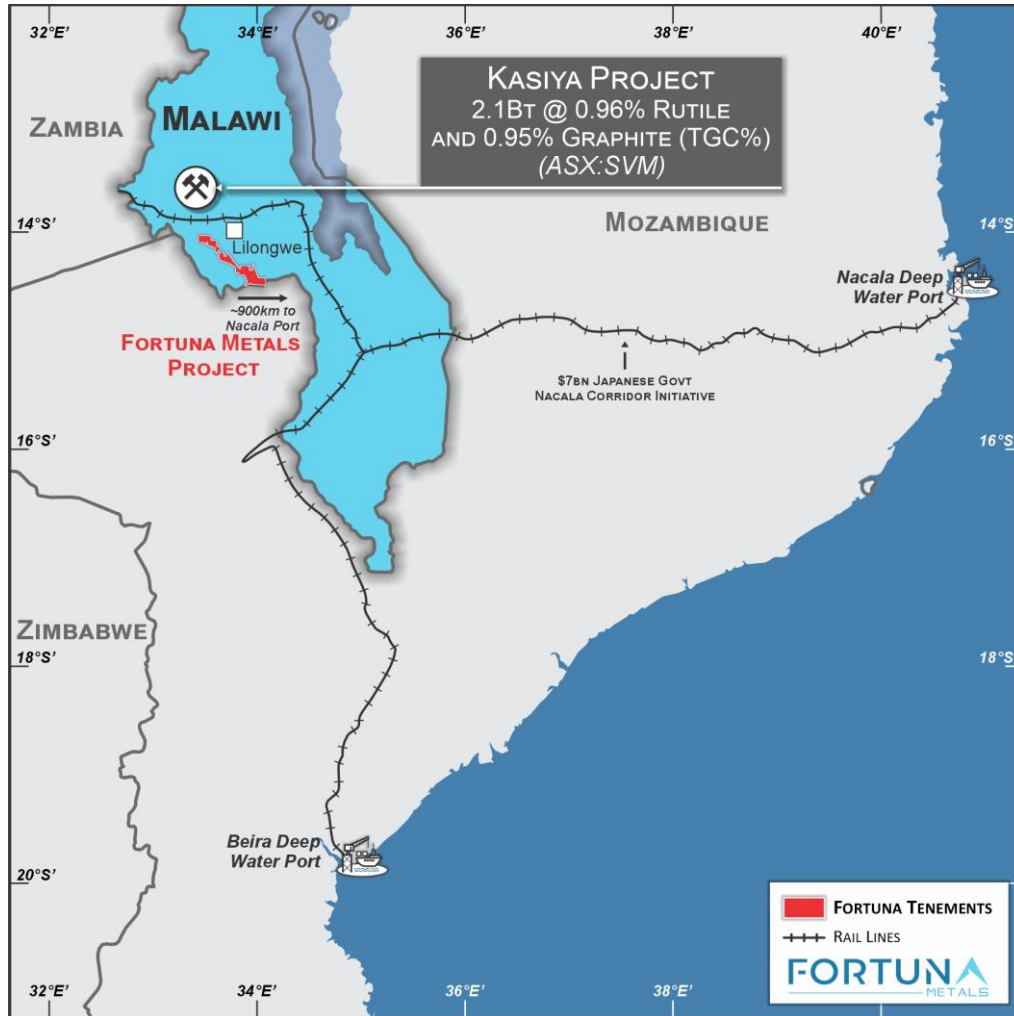 32°E’
34°E’
36°E’
38°E’
40°E’
KASIYA PROJECT
2.1BT @ 0.96% RUTILE
AND 0.95% GRAPHITE (TGC%)
(ASX:SVM)
ZAMBIA
MALAWI
MOZAMBIQUE
14°S’
14°S’
Lilongwe
Nacala Deep
Water Port
~900km to
Nacala Port
FORTUNA METALS
PROJECT
$7BN JAPANESE GOVT
NACALA CORRIDOR INITIATIVE
16°S’
16°S’
ZIMBABWE
18°S’
18°S’
Beira Deep
Water Port
20°S’
FORTUNA TENEMENTS
RAIL LINES
FORTUNA
METALS
32°E’
34°E’
36°E’
38°E’
40°E’